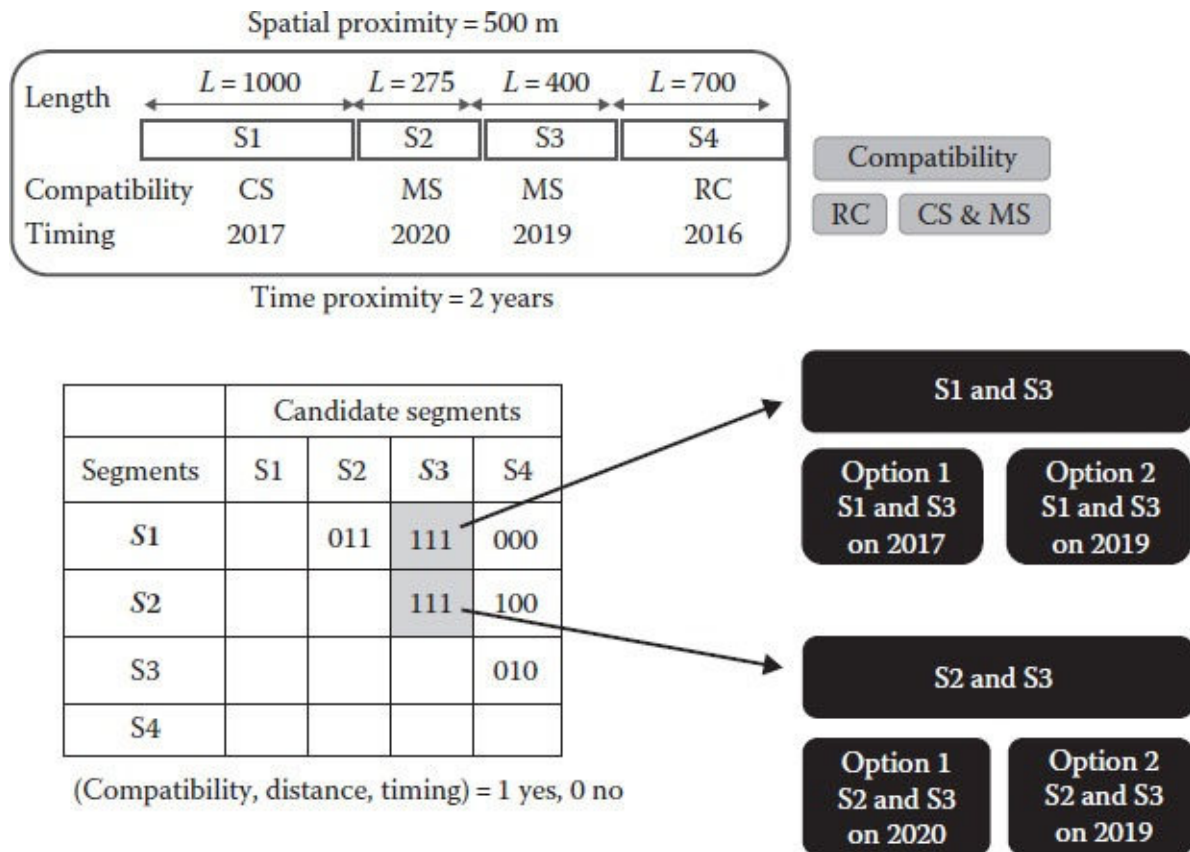 Spatial proximity = 500 m
Length
L = 1000
L = 275
L = 400
L = 700
S1
S2
S3
S4
Compatibility
CS
MS
MS
RC
Timing
2017
2020
2019
2016
Time proximity = 2 years
Compatibility
RC
CS & MS
Candidate segments
Segments
S1
S2
S3
S4
S1
011
111
000
S2
111
100
S3
010
S4
(Compatibility, distance, timing) = 1 yes, 0 no
S1 and S3
Option 1
S1 and S3
on 2017
Option 2
S1 and S3
on 2019
S2 and S3
Option 1
S2 and S3
on 2020
Option 2
S2 and S3
on 2019